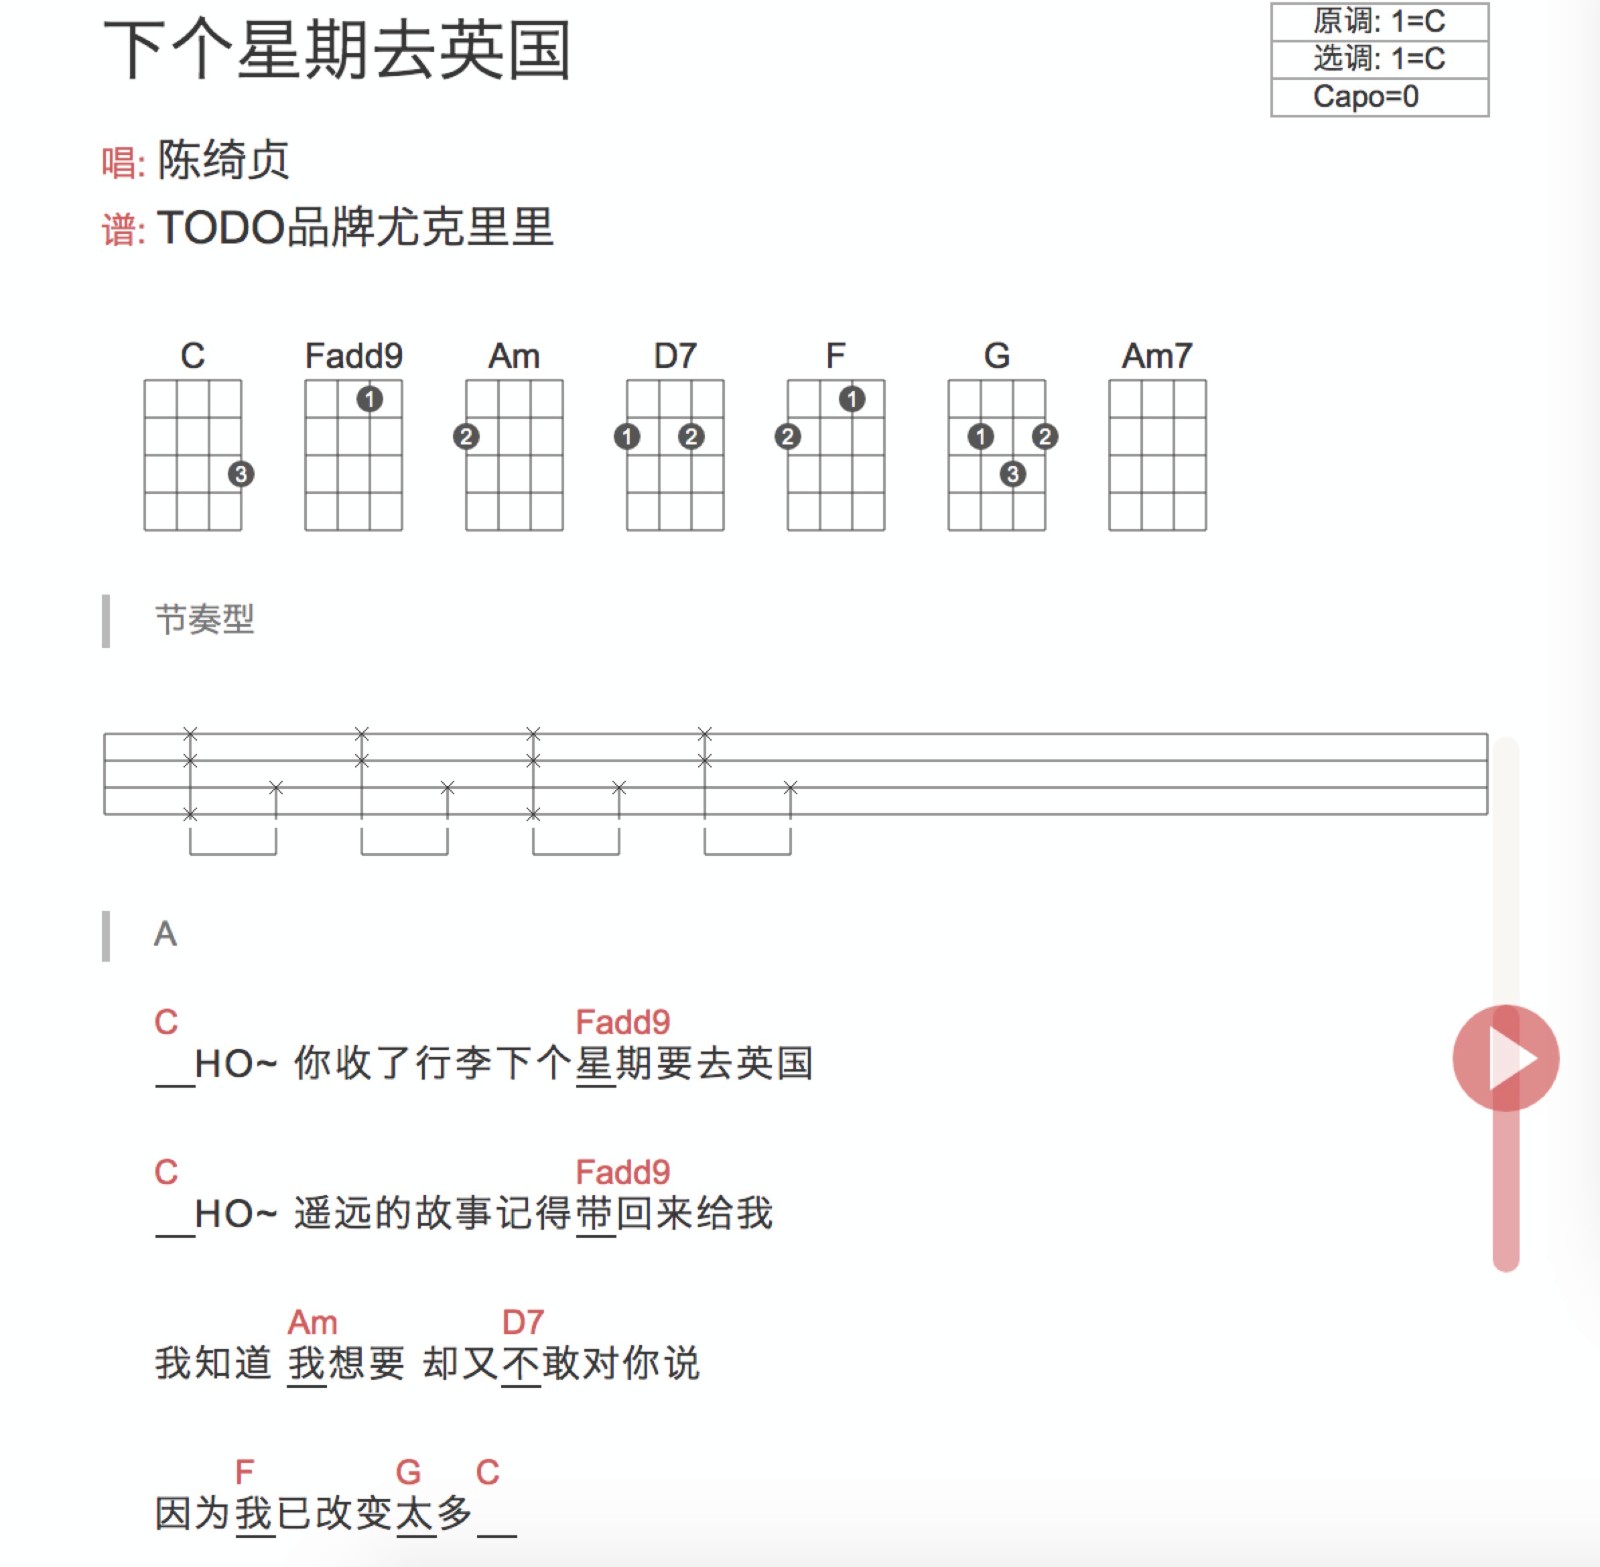 下个星期去英国
原调: 1=C
选调: 1=C
Capo=0
唱: 陈绮贞
谱: TODO品牌尤克里里
C Fadd9 Am D7 F G Am7
1 1
2 1 2 2 1 2
3 3
节奏型
A
C Fadd9
__HO~ 你收了行李下个星期要去英国
C Fadd9
__HO~ 遥远的故事记得带回来给我
Am D7
我知道 我想要 却又不敢对你说
F G C
因为我已改变太多__